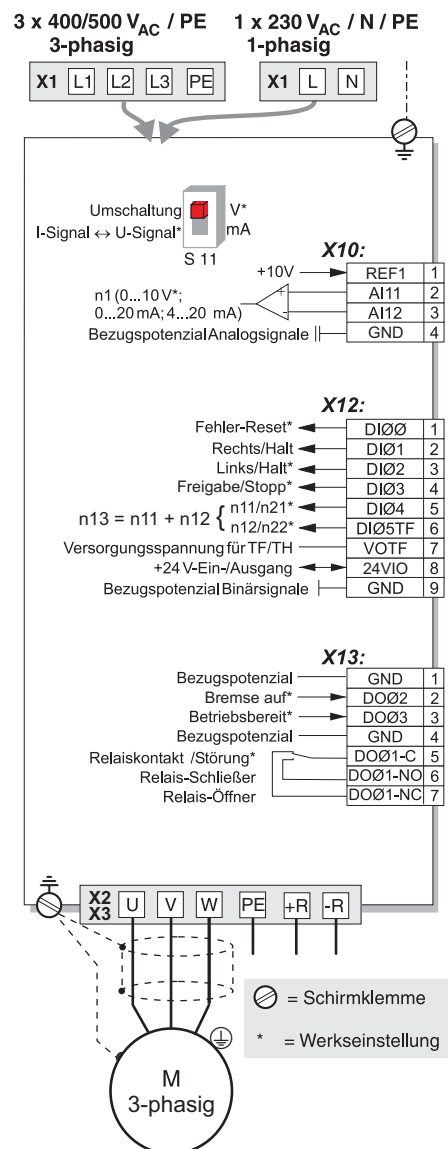 3 x 400/500 VAC / PE
3-phasig
1 x 230 VAC / N / PE
1-phasig
X1 L1 L2 L3 PE
X1 L N
Umschaltung
I-Signal ↔ U-Signal*
V*
mA
S 11
X10:
+10V REF1 1
n1 (0...10 V*;
0...20 mA; 4...20 mA)
+ AI11 2
- AI12 3
Bezugspotenzial Analogsignale GND 4
X12:
Fehler-Reset* DIØØ 1
Rechts/Halt DIØ1 2
Links/Halt* DIØ2 3
Freigabe/Stopp* DIØ3 4
n13 = n11 + n12 {
n11/n21* DIØ4 5
n12/n22* DIØ5TF 6
Versorgungsspannung für TF/TH VOTF 7
+24 V-Ein-/Ausgang 24VIO 8
Bezugspotenzial Binärsignale GND 9
X13:
Bezugspotenzial GND 1
Bremse auf* DOØ2 2
Betriebsbereit* DOØ3 3
Bezugspotenzial GND 4
Relaiskontakt /Störung* DOØ1-C 5
Relais-Schließer DOØ1-NO 6
Relais-Öffner DOØ1-NC 7
X2
X3
U V W PE +R -R
= Schirmklemme
* = Werkseinstellung
M
3-phasig